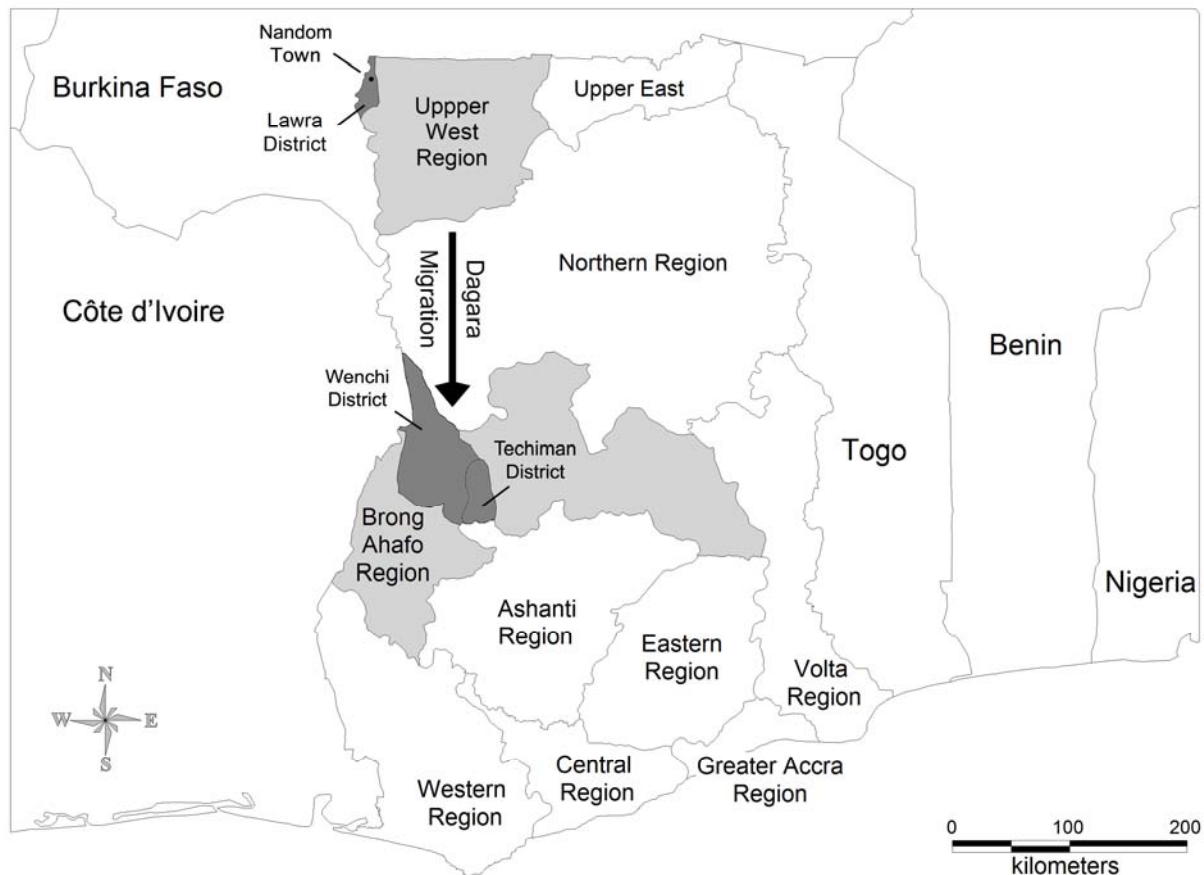 Nandom
Town
Burkina Faso
Lawra
District
Uppper
West
Region
Upper East
Northern Region
Dagara
Migration
Côte d’Ivoire
Benin
Wenchi
District
Techiman
District
Togo
Brong
Ahafo
Region
Nigeria
Ashanti
Region
Eastern
Region
Volta
Region
N
W
E
S
Western
Region
Central
Region
Greater Accra
Region
0
100
200
kilometers